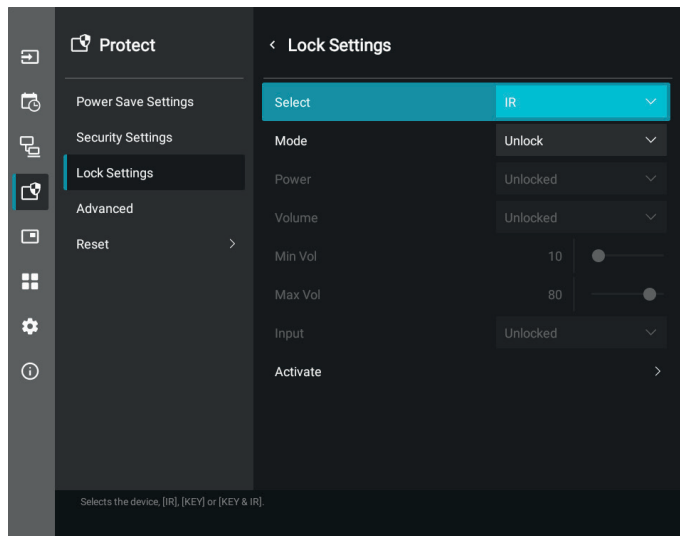 Protect
Power Save Settings
Security Settings
Lock Settings
Advanced
Reset
Lock Settings
Select IR
Mode Unlock
Power Unlocked
Volume Unlocked
Min Vol 10
Max Vol 80
Input Unlocked
Activate
Selects the device, [IR], [KEY] or [KEY & IR].